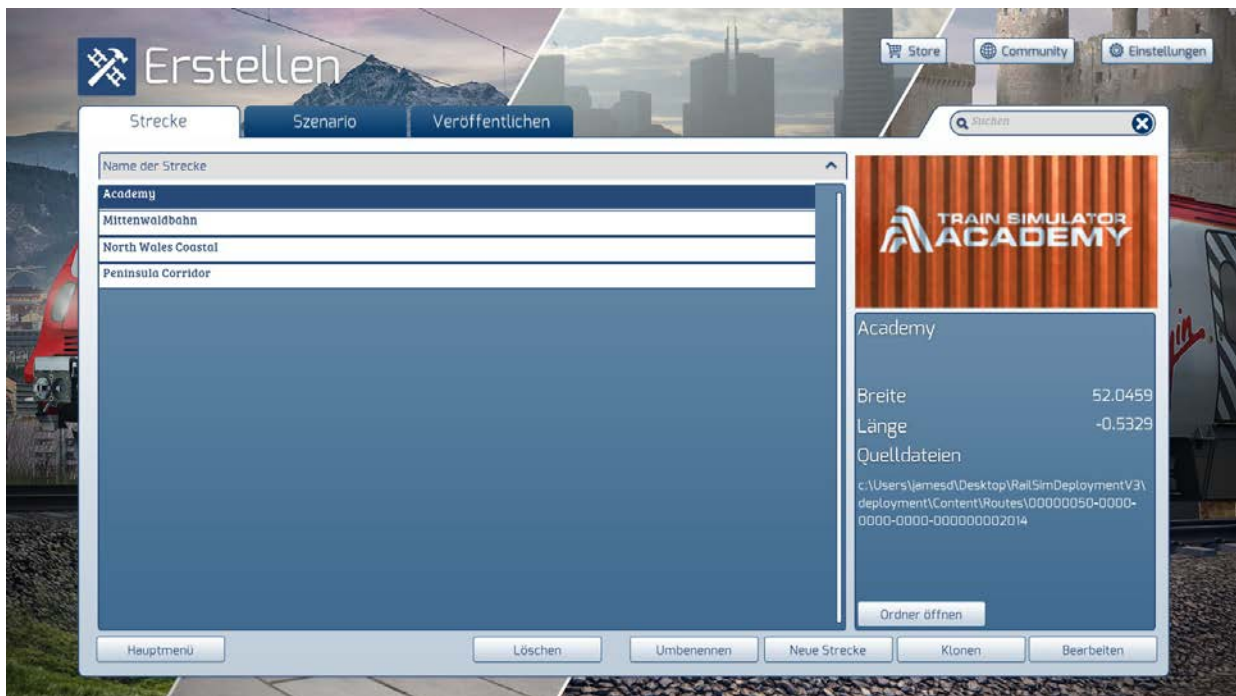 Erstellen
Store
Community
Einstellungen
Strecke
Szenario
Veröffentlichen
Suchen
Name der Strecke
Academy
Mittenwaldbahn
North Wales Coastal
Peninsula Corridor
TRAIN SIMULATOR
ACADEMY
Academy
Breite 52.0459
Länge -0.5329
Quelldateien
c:\Users\jamesd\Desktop\RailSimDeploymentV3\
deployment\Content\Routes\00000050-0000-
0000-0000-000000002014
Ordner öffnen
Hauptmenü
Löschen
Umbenennen
Neue Strecke
Klonen
Bearbeiten